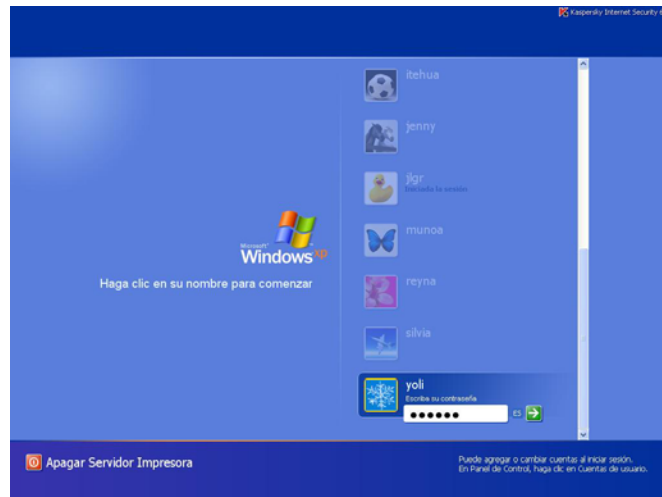 Kaspersky Internet Security
itehua
jenny
jlgr
Iniciada la sesión
munoa
reyna
silvia
Microsoft
Windows xp
Haga clic en su nombre para comenzar
yoli
Escriba su contraseña
ES
Apagar Servidor Impresora
Puede agregar o cambiar cuentas al iniciar sesión.
En Panel de Control, haga clic en Cuentas de usuario.